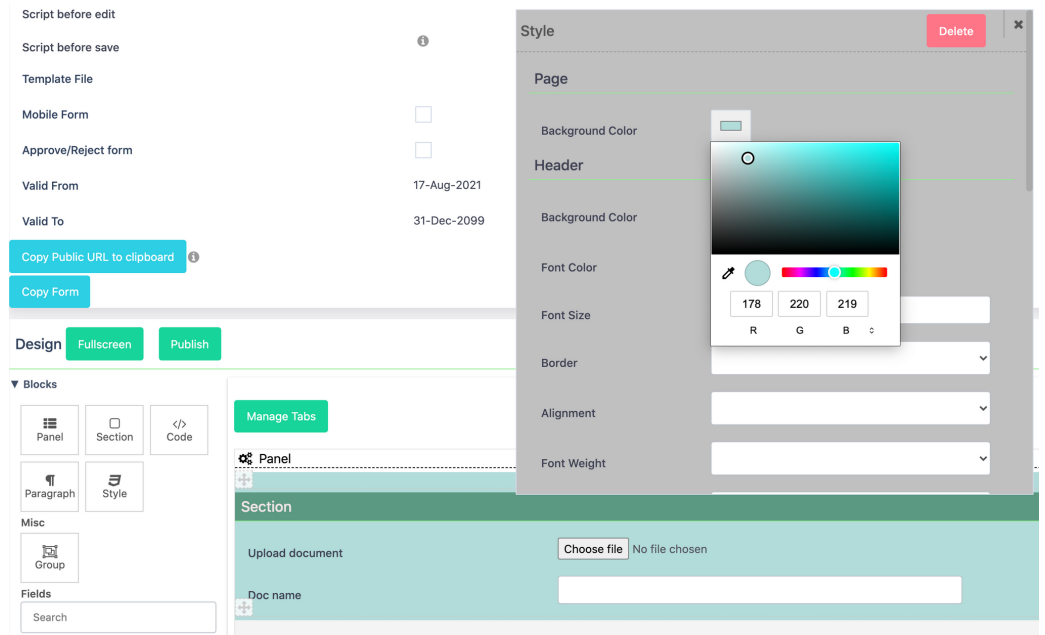 Script before edit
Script before save
Template File
Mobile Form
Approve/Reject form
Valid From 17-Aug-2021
Valid To 31-Dec-2099
Copy Public URL to clipboard
Copy Form
Design Fullscreen Publish
▼ Blocks
Panel Section Code
Paragraph Style
Misc
Group
Fields
Search
Manage Tabs
Panel
Section
Upload document Choose file No file chosen
Doc name
Style Delete
Page
Background Color
Header
Background Color
Font Color
178 220 219
R G B
Font Size
Border
Alignment
Font Weight